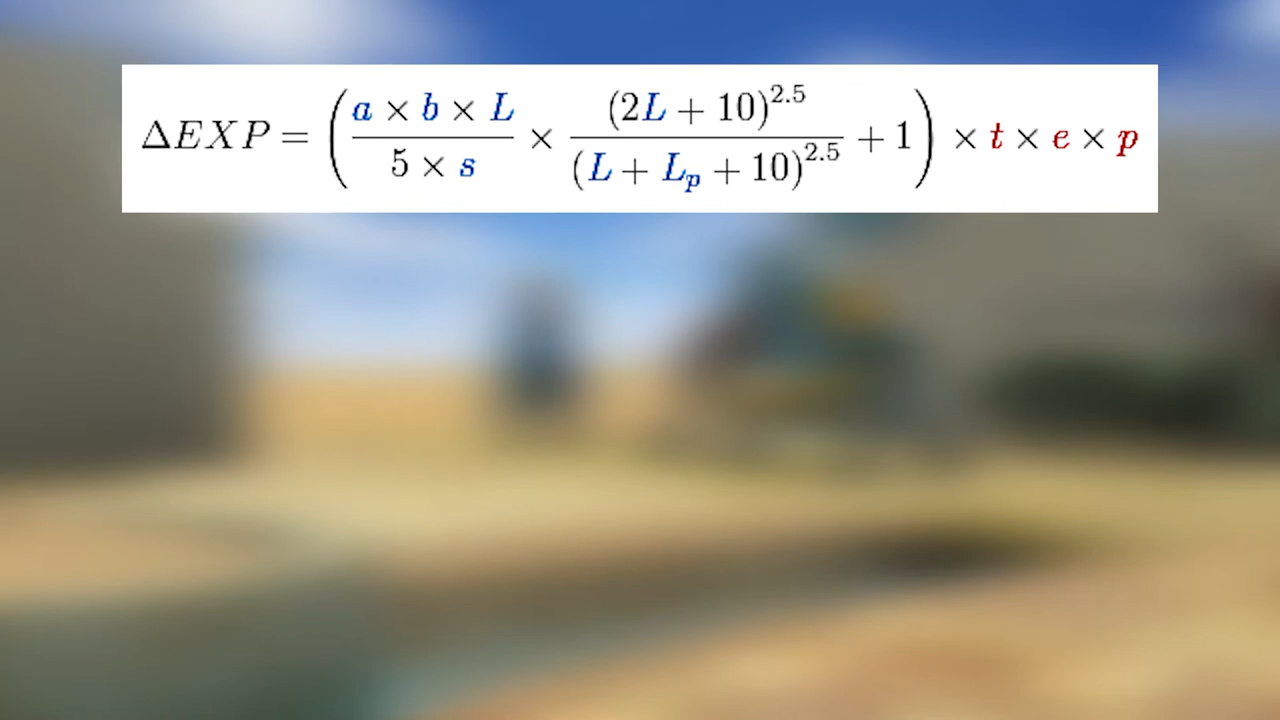 ΔEXP = (a × b × L / 5 × s × (2L + 10)^2.5 / (L + L_p + 10)^2.5 + 1) × t × e × p